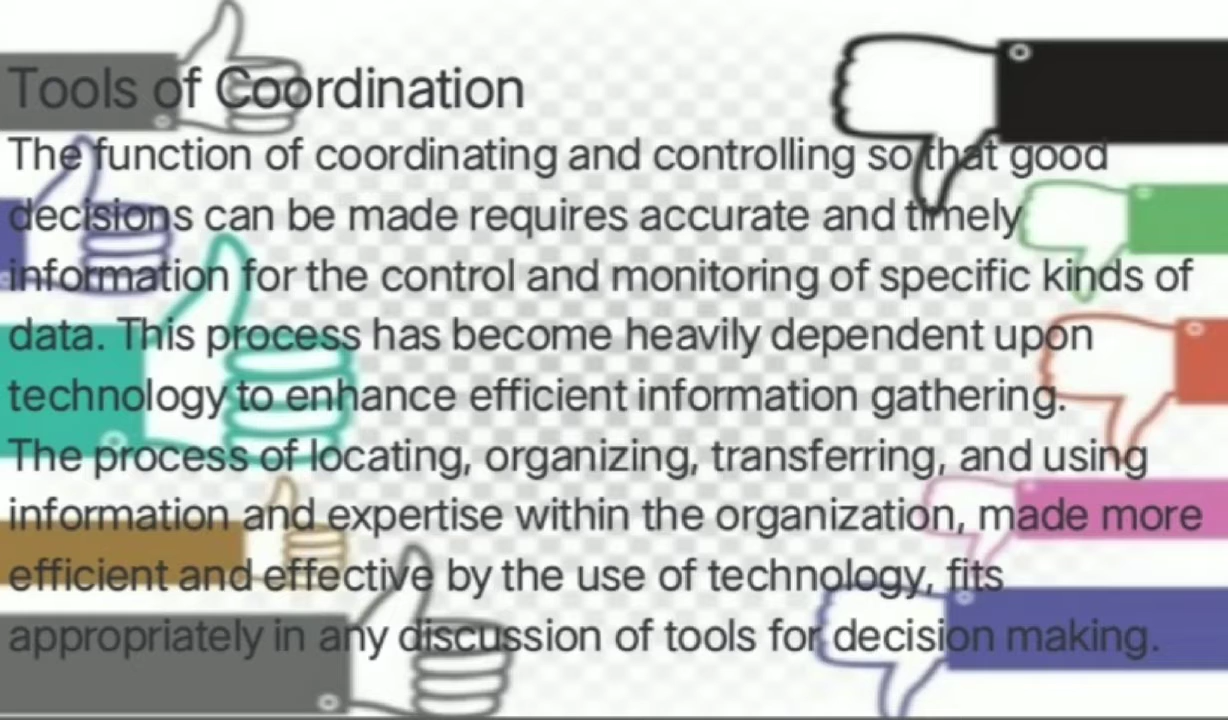 Tools of Coordination
The function of coordinating and controlling so that good
decisions can be made requires accurate and timely
information for the control and monitoring of specific kinds of
data. This process has become heavily dependent upon
technology to enhance efficient information gathering.
The process of locating, organizing, transferring, and using
information and expertise within the organization, made more
efficient and effective by the use of technology, fits
appropriately in any discussion of tools for decision making.